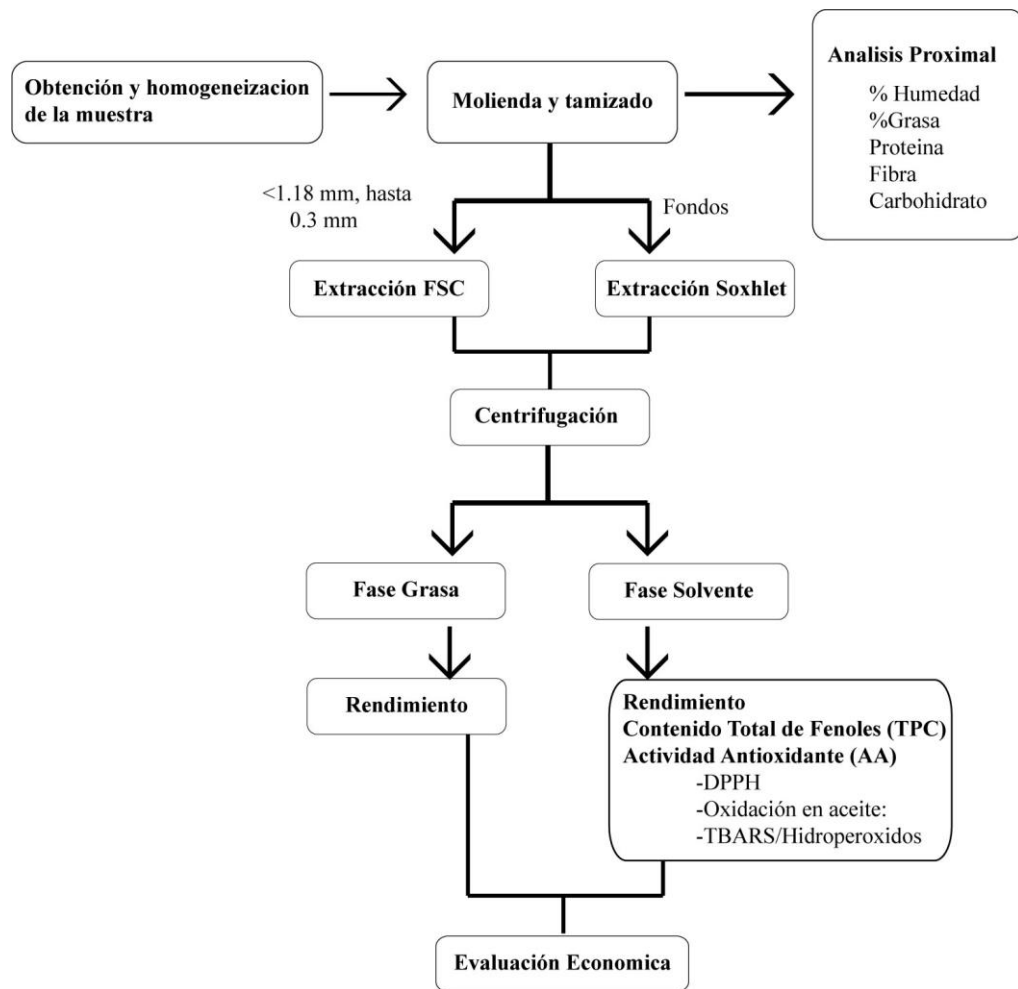 Obtención y homogeneizacion
de la muestra
Molienda y tamizado
Analisis Proximal
% Humedad
%Grasa
Proteina
Fibra
Carbohidrato
<1.18 mm, hasta
0.3 mm
Fondos
Extracción FSC
Extracción Soxhlet
Centrifugación
Fase Grasa
Fase Solvente
Rendimiento
Rendimiento
Contenido Total de Fenoles (TPC)
Actividad Antioxidante (AA)
-DPPH
-Oxidación en aceite:
-TBARS/Hidroperoxidos
Evaluación Economica